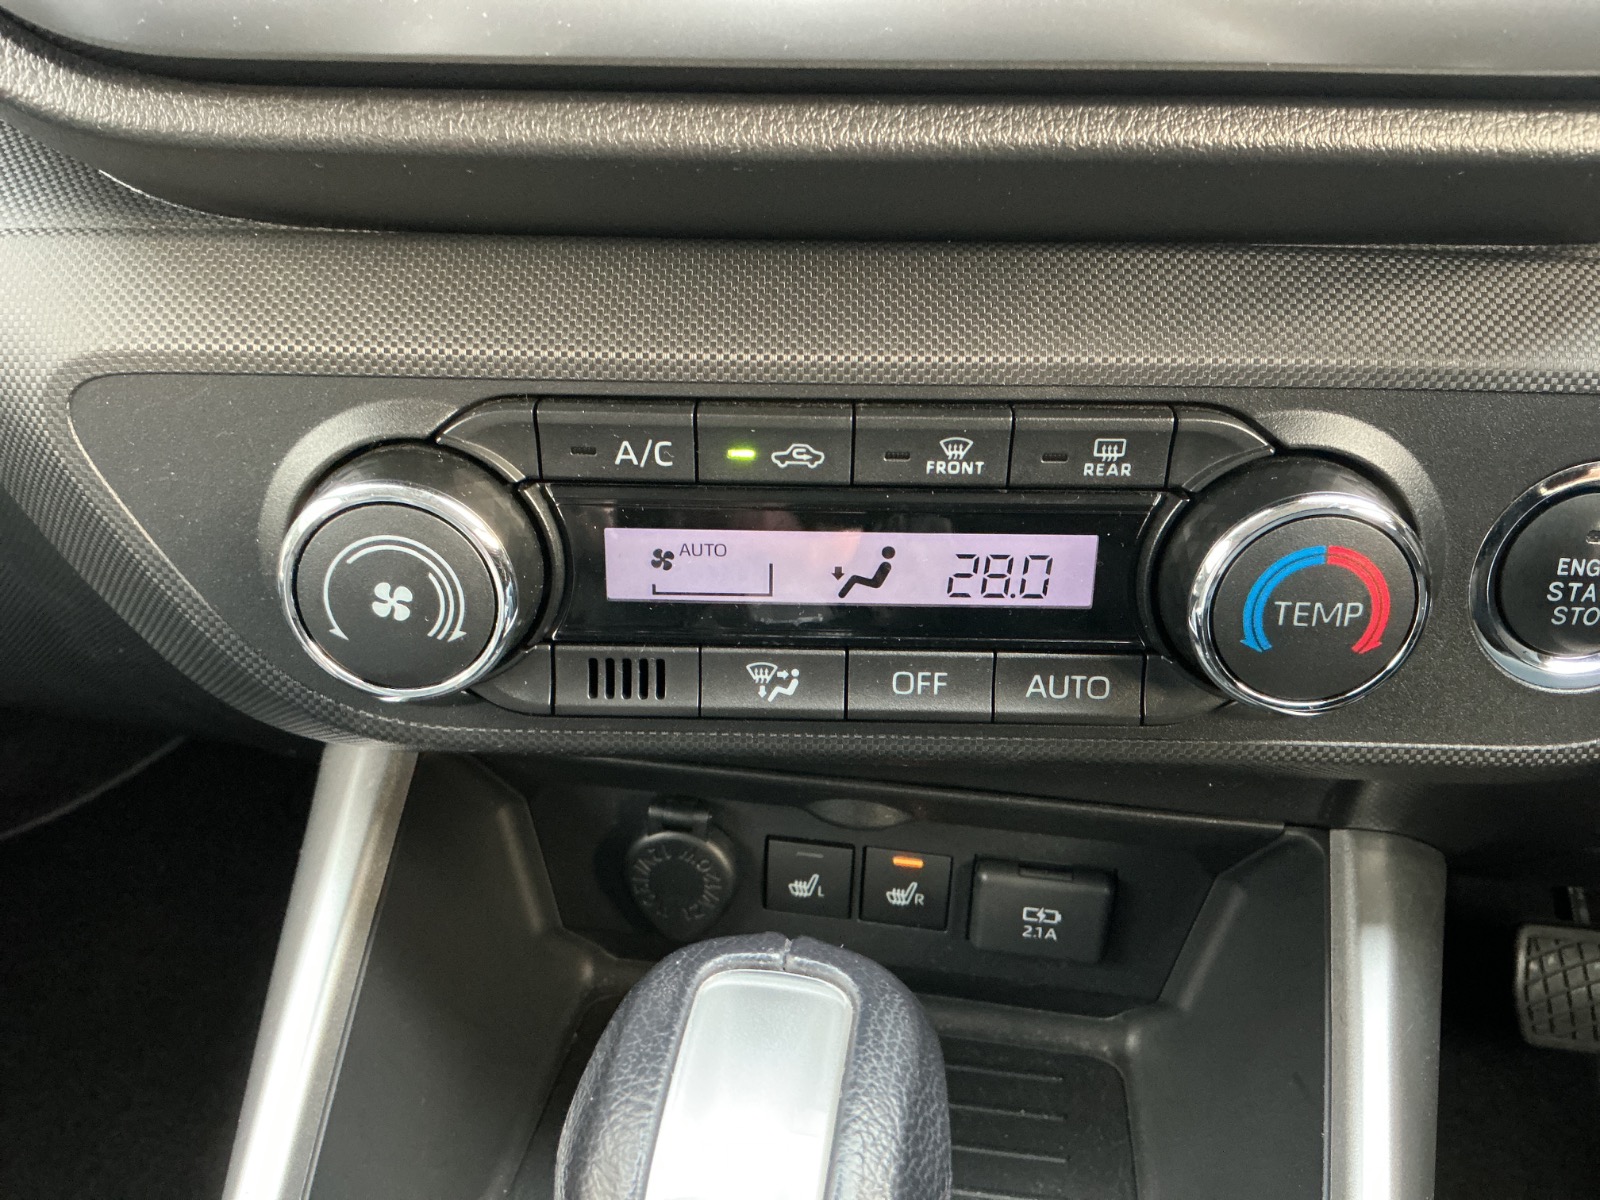 A/C
FRONT
REAR
AUTO
28.0
TEMP
ENG
STA
STO
OFF
AUTO
L
R
2.1A